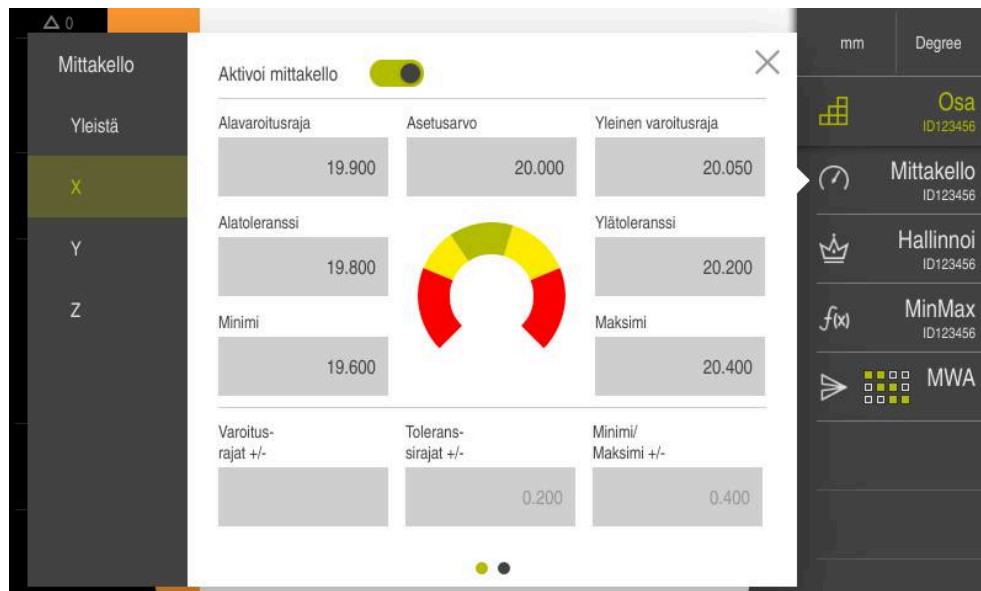 0
Mittakello
Yleistä
X
Y
Z
Aktivoi mittakello
Alavaroitusraja
Asetusarvo
Yleinen varoitusraja
19.900
20.000
20.050
Alatoleranssi
Ylätoleranssi
19.800
20.200
Minimi
Maksimi
19.600
20.400
Varoitus-
rajat +/-
Tolerans-
sirajat +/-
Minimi/
Maksimi +/-
0.200
0.400
mm
Degree
Osa
ID123456
Mittakello
ID123456
Hallinnoi
ID123456
f(x)
MinMax
ID123456
MWA